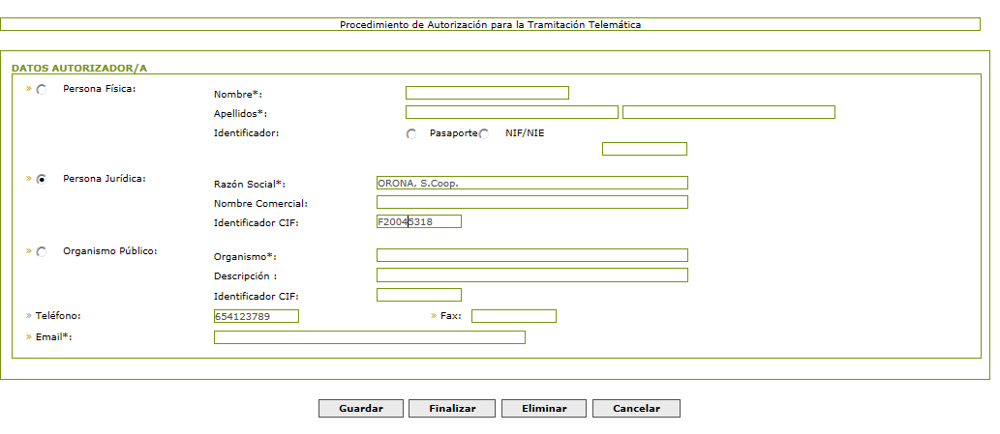 Procedimiento de Autorización para la Tramitación Telemática
DATOS AUTORIZADOR/A
» Persona Física: Nombre*:
Apellidos*:
Identificador: Pasaporte NIF/NIE
» Persona Jurídica: Razón Social*: ORONA, S.Coop.
Nombre Comercial:
Identificador CIF: F20045318
» Organismo Público: Organismo*:
Descripción :
Identificador CIF:
» Teléfono: 654123789 » Fax:
» Email*:
Guardar Finalizar Eliminar Cancelar